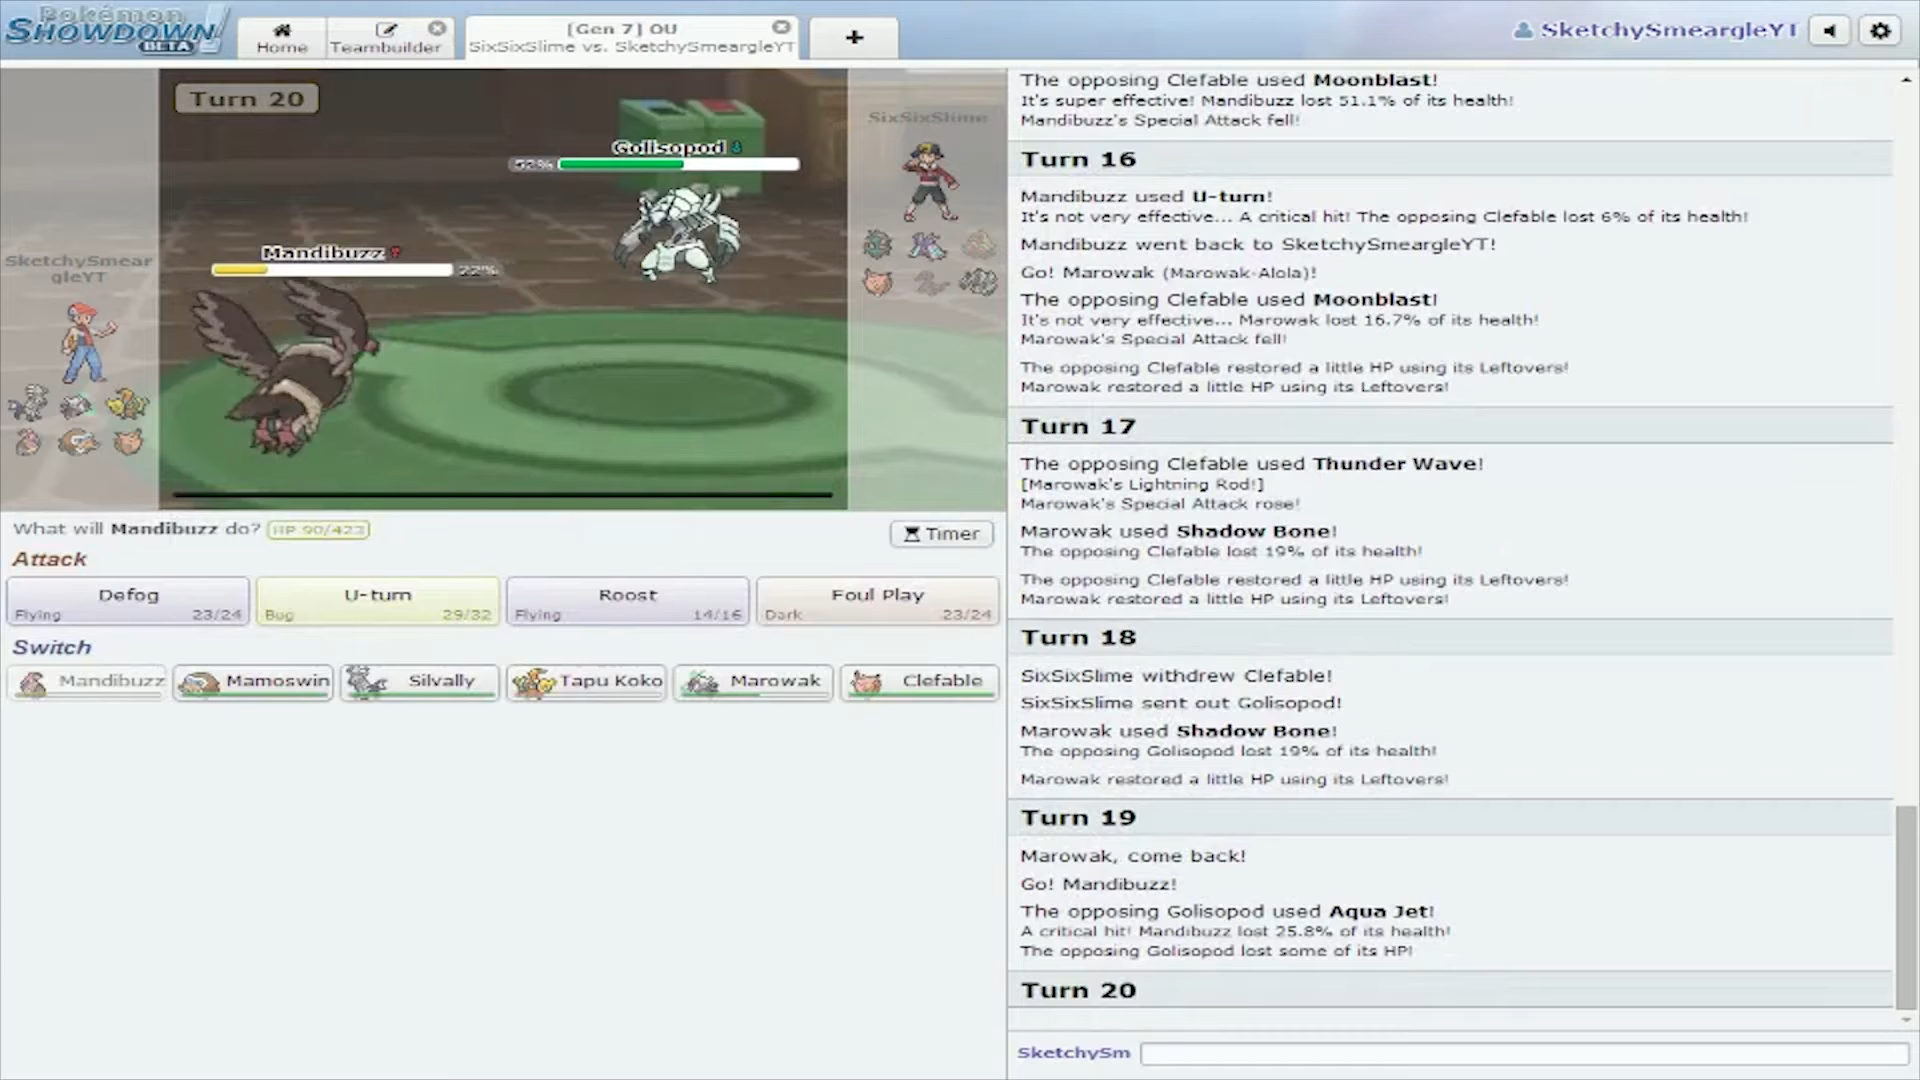 Pokémon
SHOWDOWN
BETA
Home
Teambuilder
[Gen 7] OU
SixSixSlime vs. SketchySmeargleYT
+
SketchySmeargleYT
Turn 20
SixSixSlime
Golisopod
52%
Mandibuzz
22%
SketchySmear
gleYT
What will Mandibuzz do? HP 90/423
Timer
Attack
Defog
Flying 23/24
U-turn
Bug 29/32
Roost
Flying 14/16
Foul Play
Dark 23/24
Switch
Mandibuzz
Mamoswin
Silvally
Tapu Koko
Marowak
Clefable
The opposing Clefable used Moonblast!
It's super effective! Mandibuzz lost 51.1% of its health!
Mandibuzz's Special Attack fell!
Turn 16
Mandibuzz used U-turn!
It's not very effective... A critical hit! The opposing Clefable lost 6% of its health!
Mandibuzz went back to SketchySmeargleYT!
Go! Marowak (Marowak-Alola)!
The opposing Clefable used Moonblast!
It's not very effective... Marowak lost 16.7% of its health!
Marowak's Special Attack fell!
The opposing Clefable restored a little HP using its Leftovers!
Marowak restored a little HP using its Leftovers!
Turn 17
The opposing Clefable used Thunder Wave!
[Marowak's Lightning Rod!]
Marowak's Special Attack rose!
Marowak used Shadow Bone!
The opposing Clefable lost 19% of its health!
The opposing Clefable restored a little HP using its Leftovers!
Marowak restored a little HP using its Leftovers!
Turn 18
SixSixSlime withdrew Clefable!
SixSixSlime sent out Golisopod!
Marowak used Shadow Bone!
The opposing Golisopod lost 19% of its health!
Marowak restored a little HP using its Leftovers!
Turn 19
Marowak, come back!
Go! Mandibuzz!
The opposing Golisopod used Aqua Jet!
A critical hit! Mandibuzz lost 25.8% of its health!
The opposing Golisopod lost some of its HP!
Turn 20
SketchySm